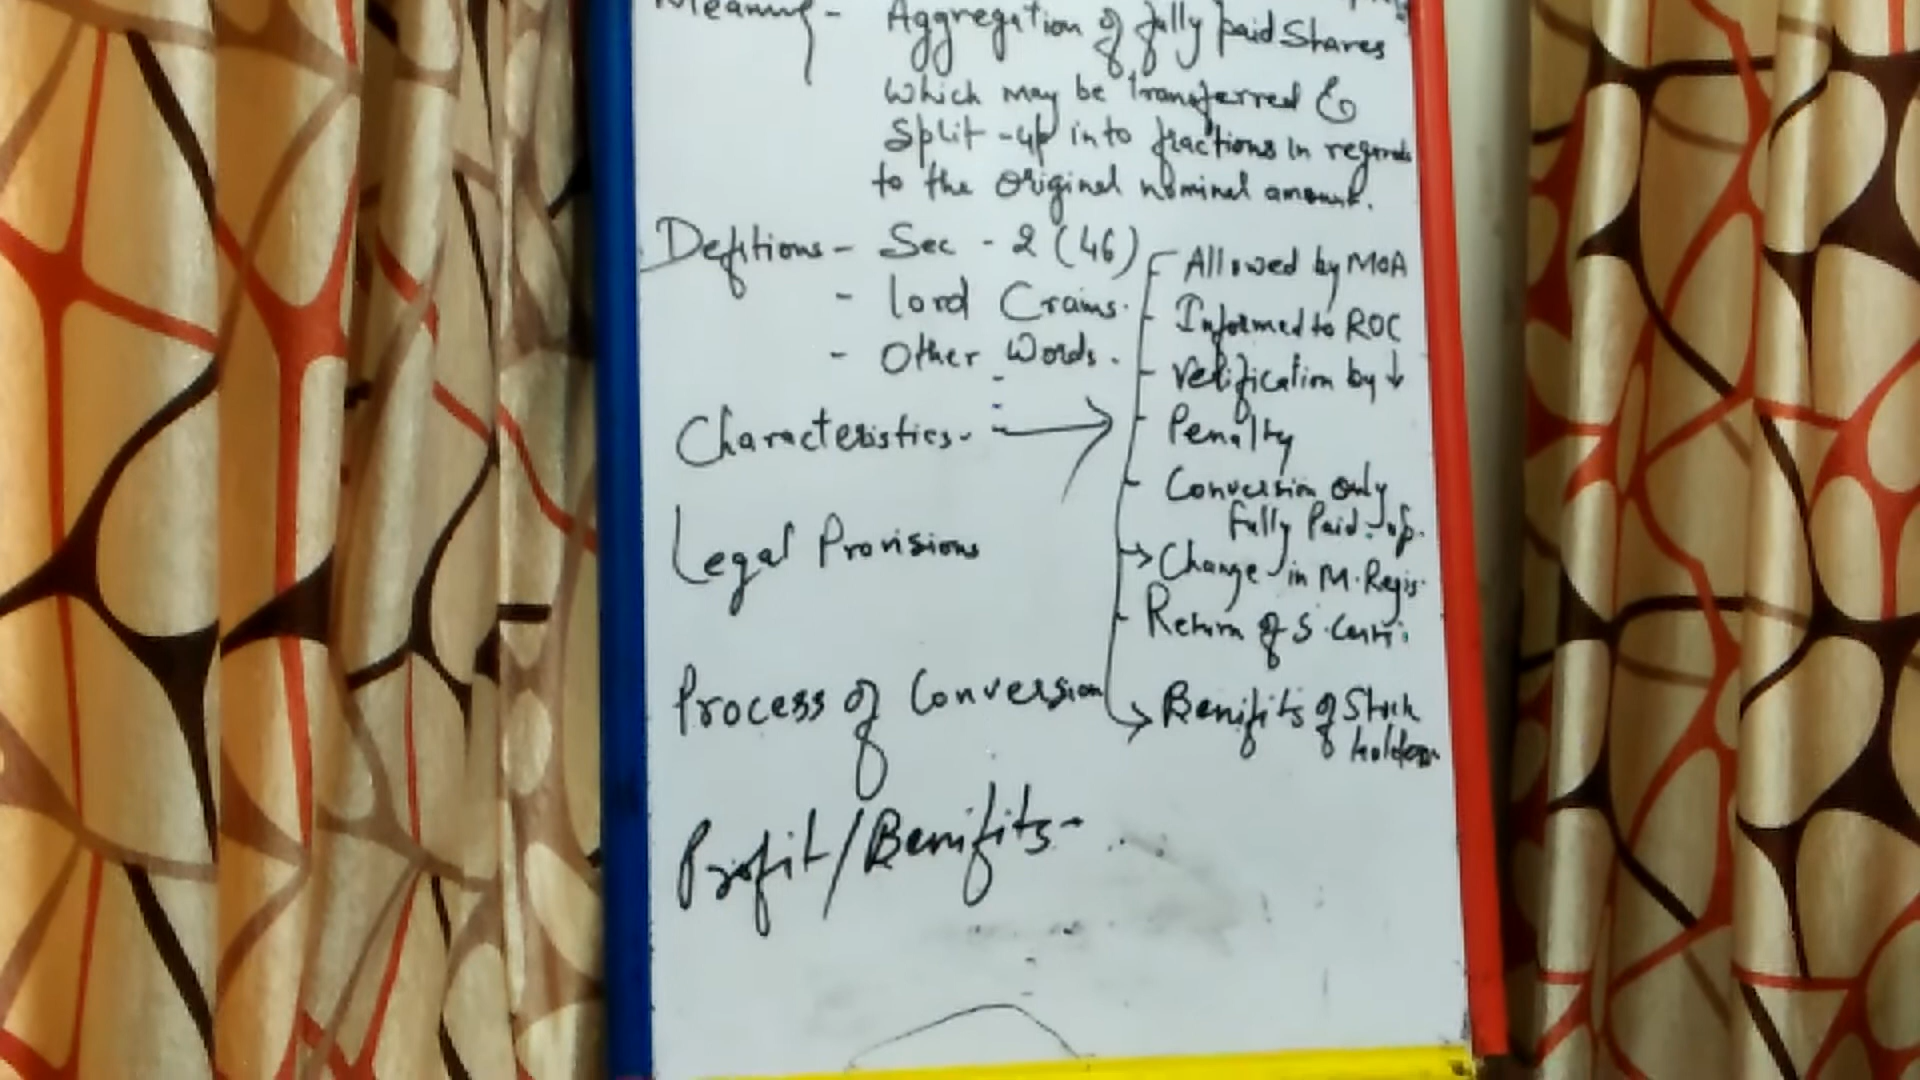 Meaning - Aggregation of fully paid Shares
which may be transferred &
Split-up into fractions in regards
to the original nominal amount.
Defitions - Sec - 2 (46)
- lord Crains.
- Other Words.
Characteristics -
Legal Provisions
Process of Conversion
Profit/Benifits -
Allowed by MOA
Informed to ROC
Verification by ↓
Penalty
Conversion only
fully Paid-up.
Change in M.Regis.
Return of S. Certi.
Benifits of Stock
holders